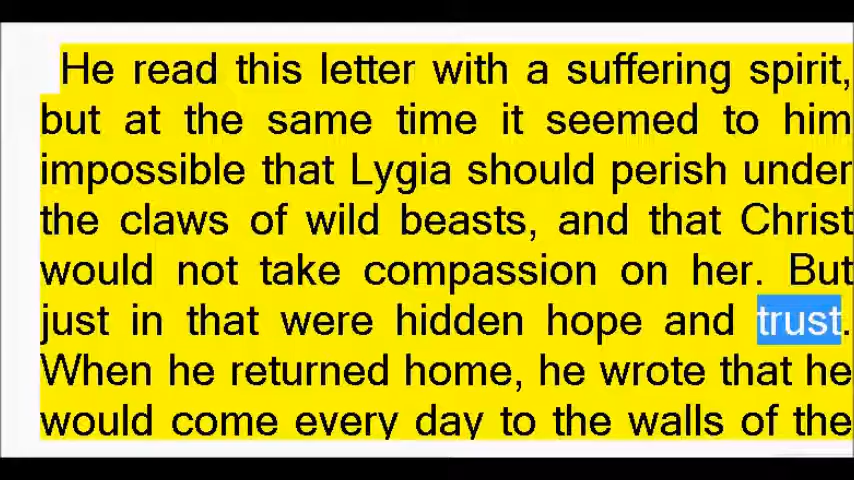 He read this letter with a suffering spirit,
but at the same time it seemed to him
impossible that Lygia should perish under
the claws of wild beasts, and that Christ
would not take compassion on her. But
just in that were hidden hope and trust.
When he returned home, he wrote that he
would come every day to the walls of the